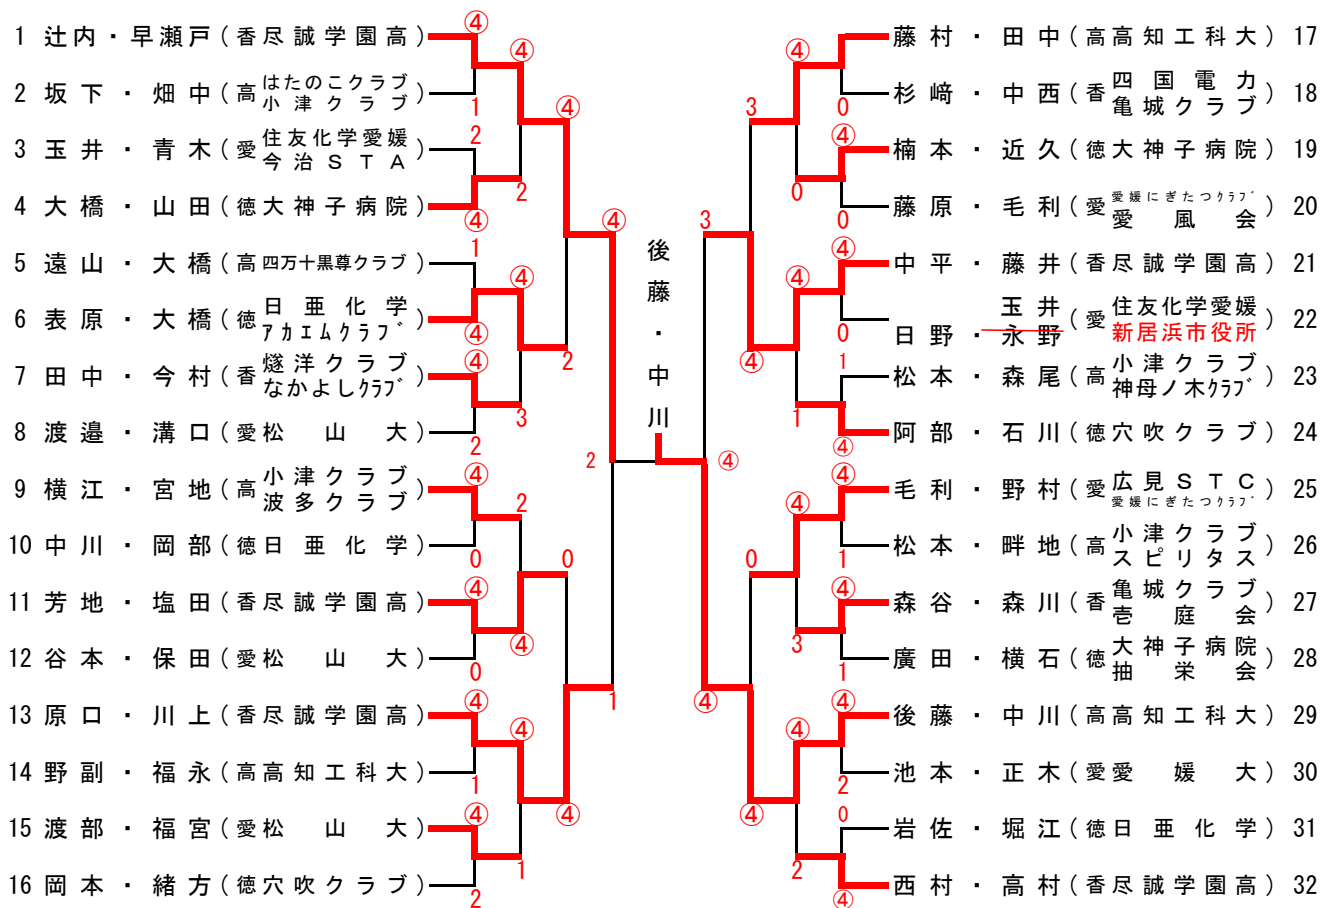 1 辻内・早瀬戸(香尽誠学園高)
2 坂下・畑中(高 はたのこクラブ 小津クラブ)
3 玉井・青木(愛 住友化学愛媛 今治STA)
4 大橋・山田(徳大神子病院)
5 遠山・大橋(高四万十黒尊クラブ)
6 表原・大橋(徳 日亜化学 アカエムクラブ)
7 田中・今村(香 燧洋クラブ なかよしクラブ)
8 渡邉・溝口(愛松山大)
9 横江・宮地(高 小津クラブ 波多クラブ)
10 中川・岡部(徳日亜化学)
11 芳地・塩田(香尽誠学園高)
12 谷本・保田(愛松山大)
13 原口・川上(香尽誠学園高)
14 野副・福永(高高知工科大)
15 渡部・福宮(愛松山大)
16 岡本・緒方(徳穴吹クラブ)
④
1
2
④
1
④
④
2
④
0
④
0
④
1
④
2
④
2
④
3
2
④
④
1
④
2
0
④
④
1
2
後藤・中川
④
3
④
3
④
0
④
④
0
④
1
④
3
④
2
0
④
0
④
0
1
④
④
1
④
1
④
2
0
④
藤村・田中(高高知工科大) 17
杉﨑・中西(香 四国電力 亀城クラブ) 18
楠本・近久(徳大神子病院) 19
藤原・毛利(愛 愛媛にぎたつクラブ 愛風会) 20
中平・藤井(香尽誠学園高) 21
日野・玉井 永野(愛 住友化学愛媛 新居浜市役所) 22
松本・森尾(高 小津クラブ 神母ノ木クラブ) 23
阿部・石川(徳穴吹クラブ) 24
毛利・野村(愛 広見STC 愛媛にぎたつクラブ) 25
松本・畔地(高 小津クラブ スピリタス) 26
森谷・森川(香 亀城クラブ 壱庭会) 27
廣田・横石(徳 大神子病院 抽栄会) 28
後藤・中川(高高知工科大) 29
池本・正木(愛愛媛大) 30
岩佐・堀江(徳日亜化学) 31
西村・高村(香尽誠学園高) 32